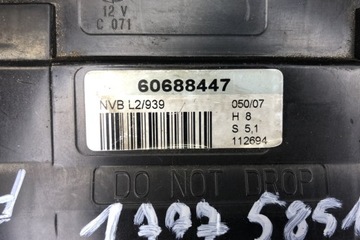 12 V
C 071
60688447
NVB L2/939
050/07
H 8
S 5,1
112694
DO NOT DROP